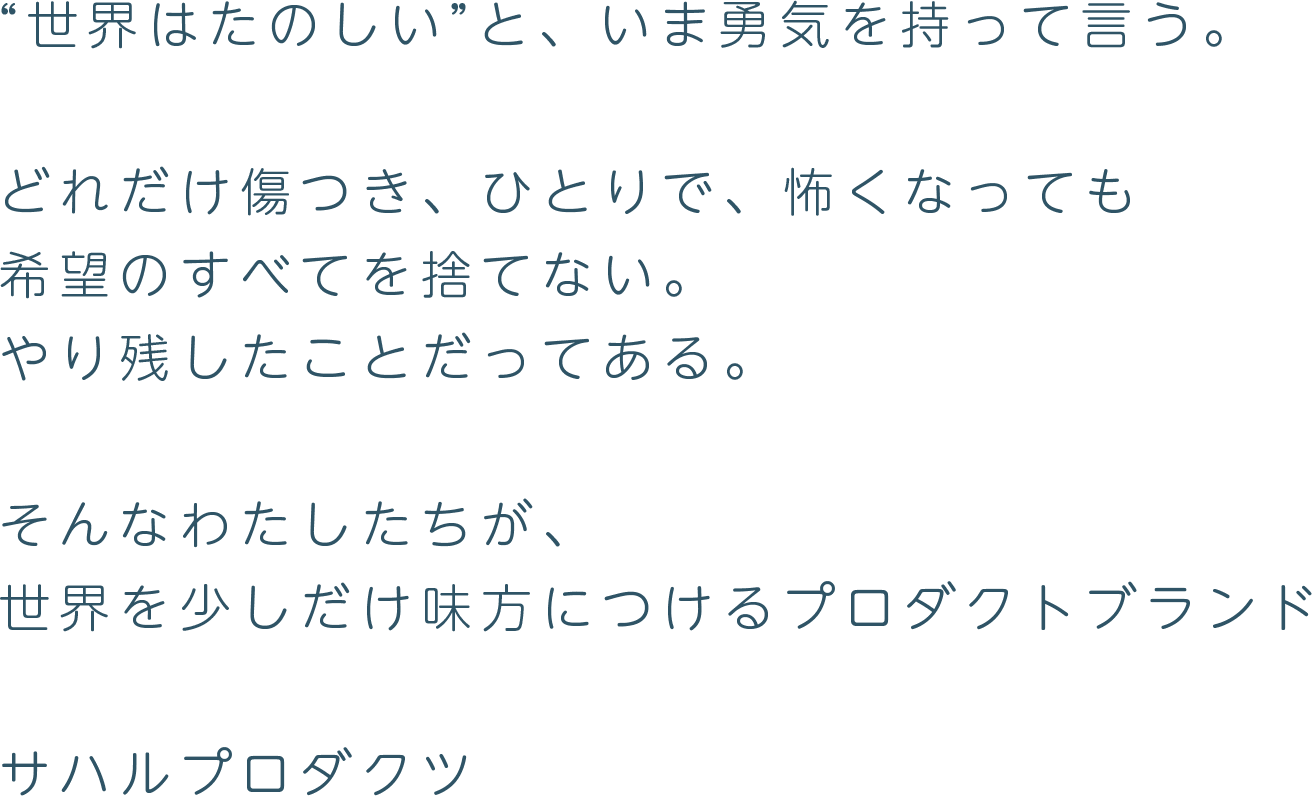 “世界はたのしい”と、いま勇気を持って言う。
どれだけ傷つき、ひとりで、怖くなっても
希望のすべてを捨てない。
やり残したことだってある。
そんなわたしたちが、
世界を少しだけ味方につけるプロダクトブランド
サハルプロダクツ